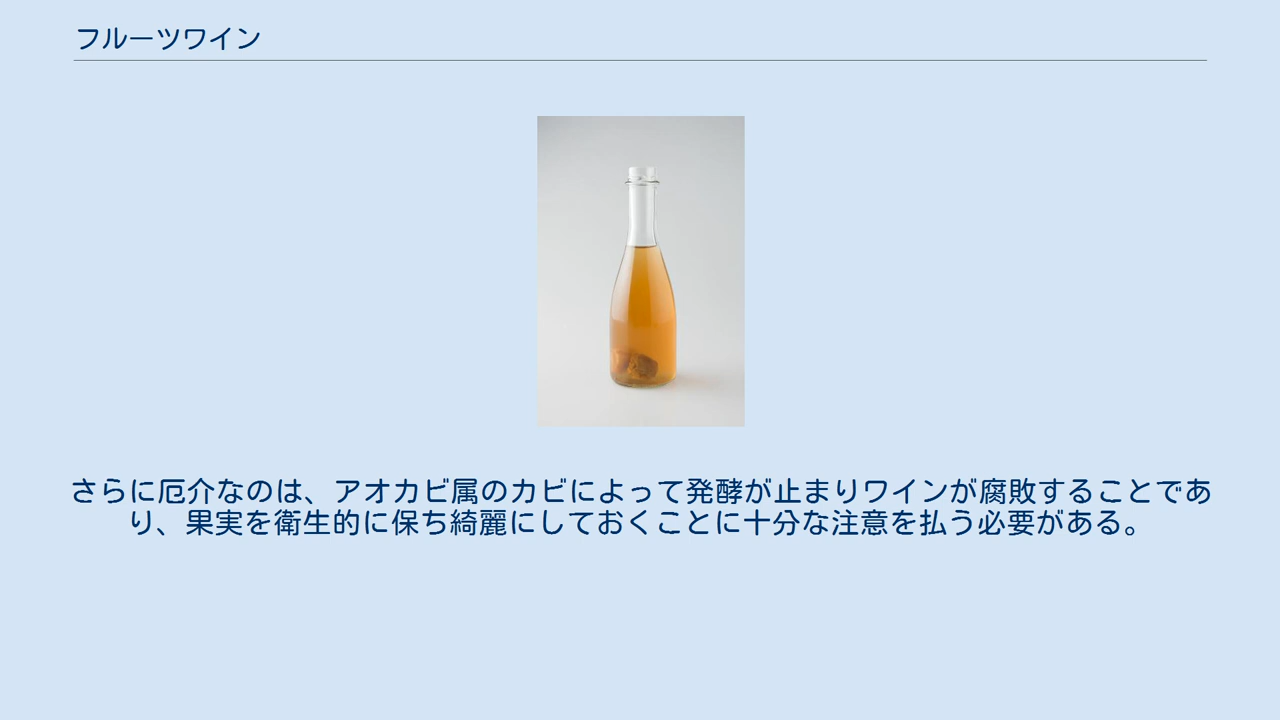 フルーツワイン
さらに厄介なのは、アオカビ属のカビによって発酵が止まりワインが腐敗することであ
り、果実を衛生的に保ち綺麗にしておくことに十分な注意を払う必要がある。